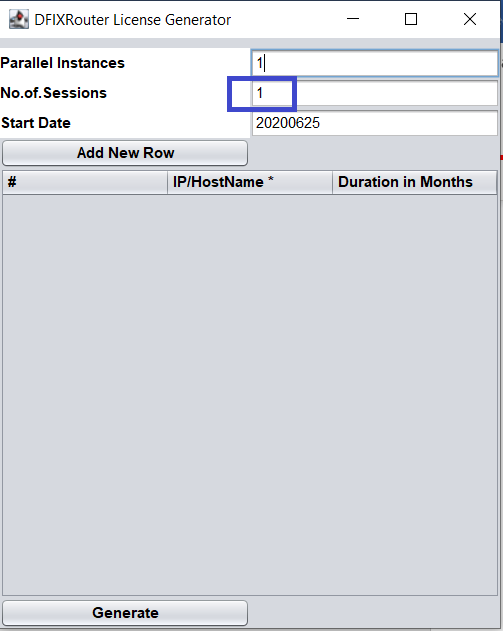 DFIXRouter License Generator
Parallel Instances 1
No.of.Sessions 1
Start Date 20200625
Add New Row
# IP/HostName * Duration in Months
Generate